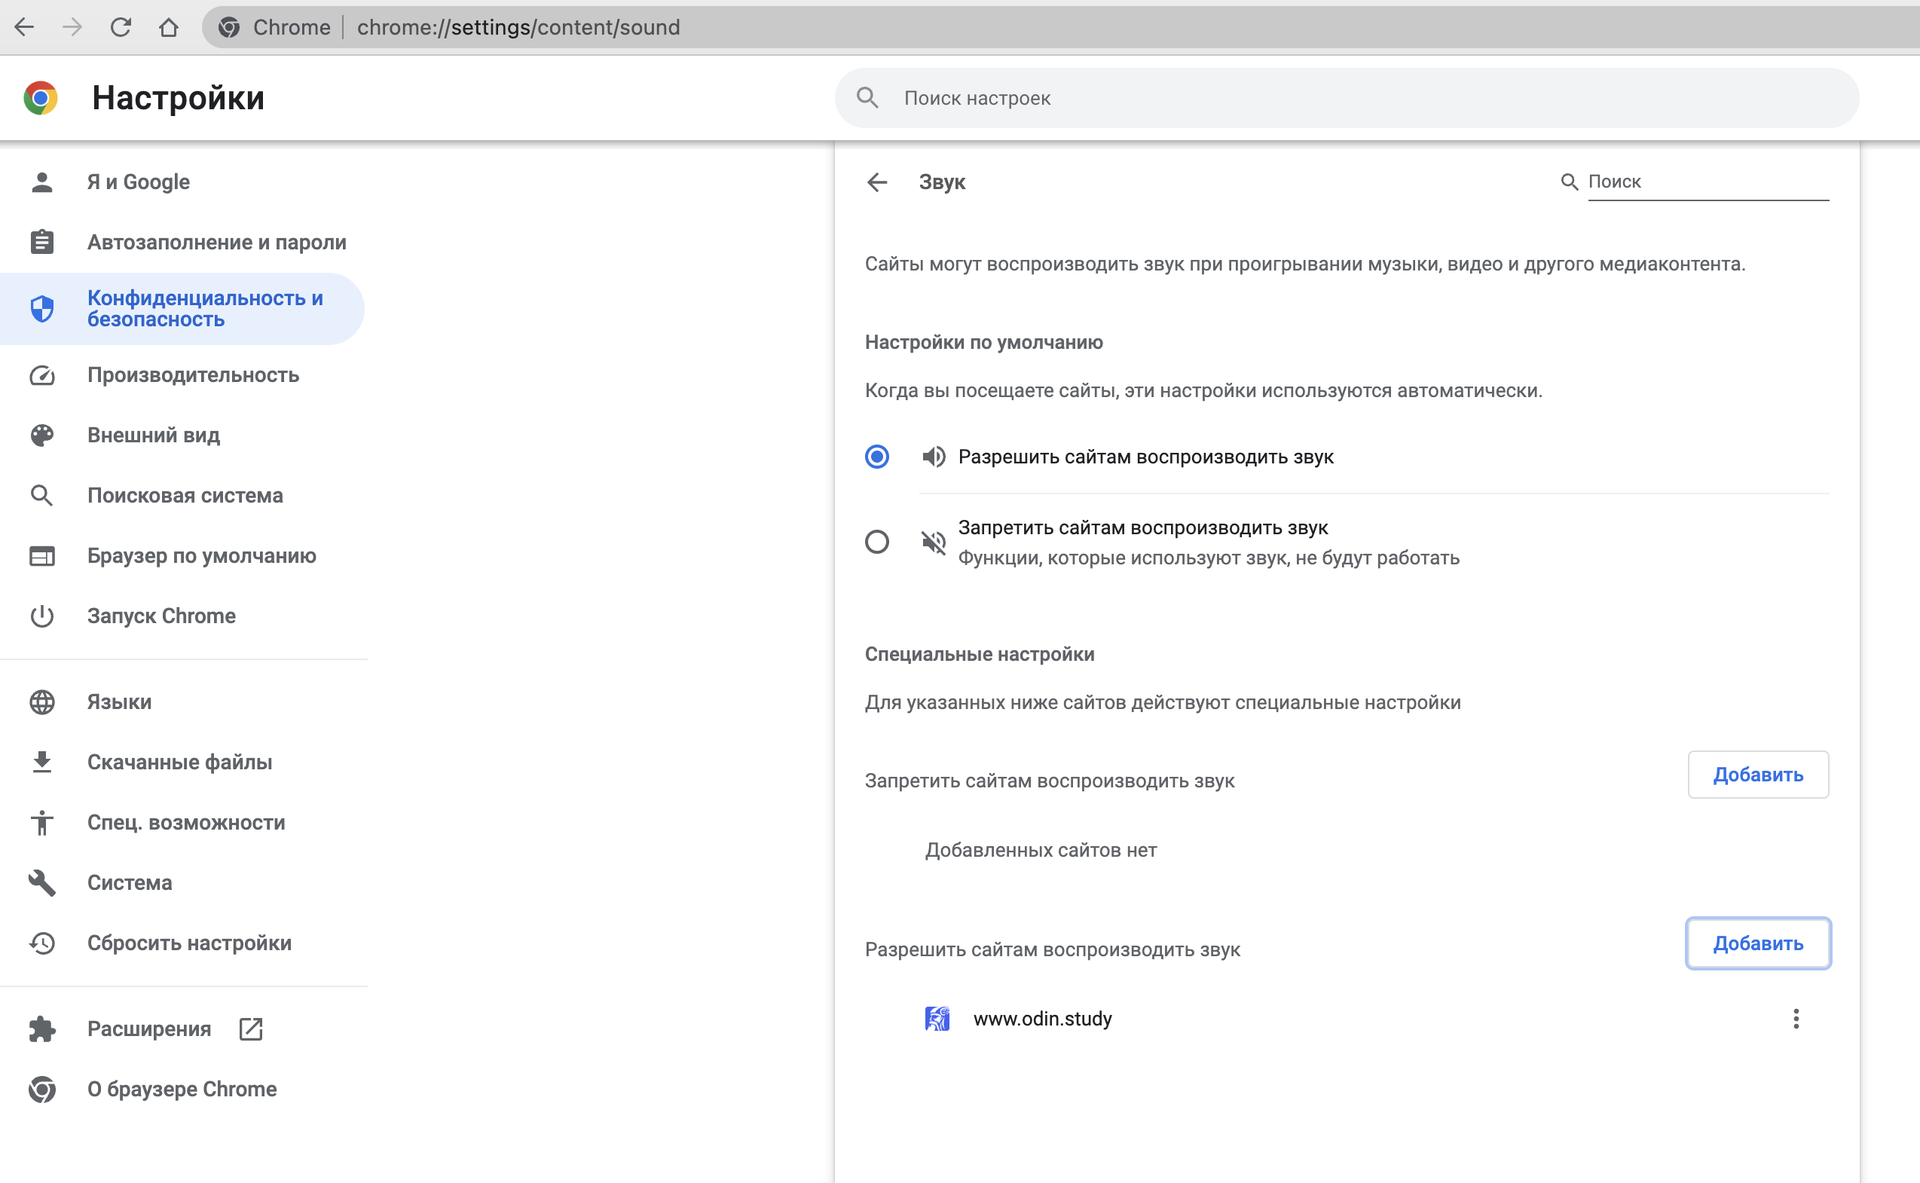 Chrome
chrome://settings/content/sound
Настройки
Поиск настроек
Я и Google
Автозаполнение и пароли
Конфиденциальность и
безопасность
Производительность
Внешний вид
Поисковая система
Браузер по умолчанию
Запуск Chrome
Языки
Скачанные файлы
Спец. возможности
Система
Сбросить настройки
Расширения
О браузере Chrome
Звук
Поиск
Сайты могут воспроизводить звук при проигрывании музыки, видео и другого медиаконтента.
Настройки по умолчанию
Когда вы посещаете сайты, эти настройки используются автоматически.
Разрешить сайтам воспроизводить звук
Запретить сайтам воспроизводить звук
Функции, которые используют звук, не будут работать
Специальные настройки
Для указанных ниже сайтов действуют специальные настройки
Запретить сайтам воспроизводить звук
Добавить
Добавленных сайтов нет
Разрешить сайтам воспроизводить звук
Добавить
www.odin.study